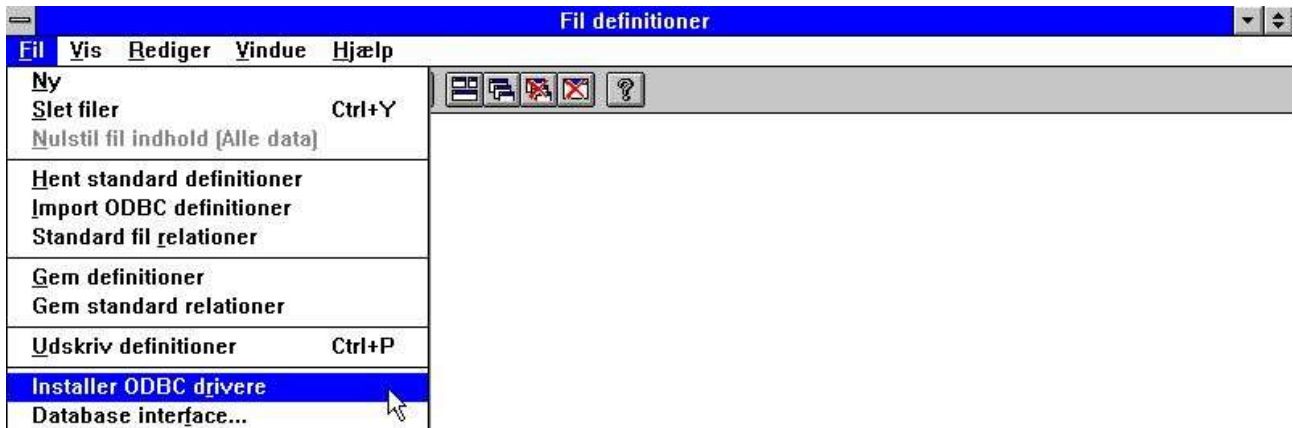 Fil definitioner
Fil Vis Rediger Vindue Hjælp
Ny
Slet filer Ctrl+Y
Nulstil fil indhold (Alle data)
Hent standard definitioner
Import ODBC definitioner
Standard fil relationer
Gem definitioner
Gem standard relationer
Udskriv definitioner Ctrl+P
Installer ODBC drivere
Database interface...